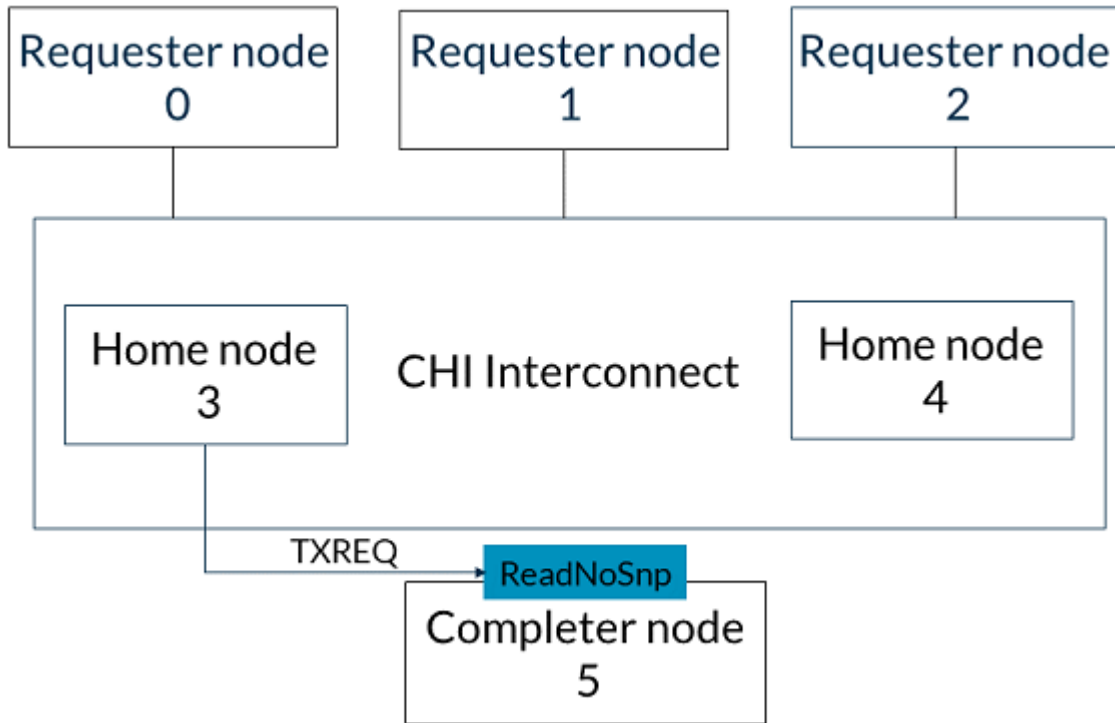 Requester node
0
Requester node
1
Requester node
2
Home node
3
CHI Interconnect
Home node
4
TXREQ
ReadNoSnp
Completer node
5